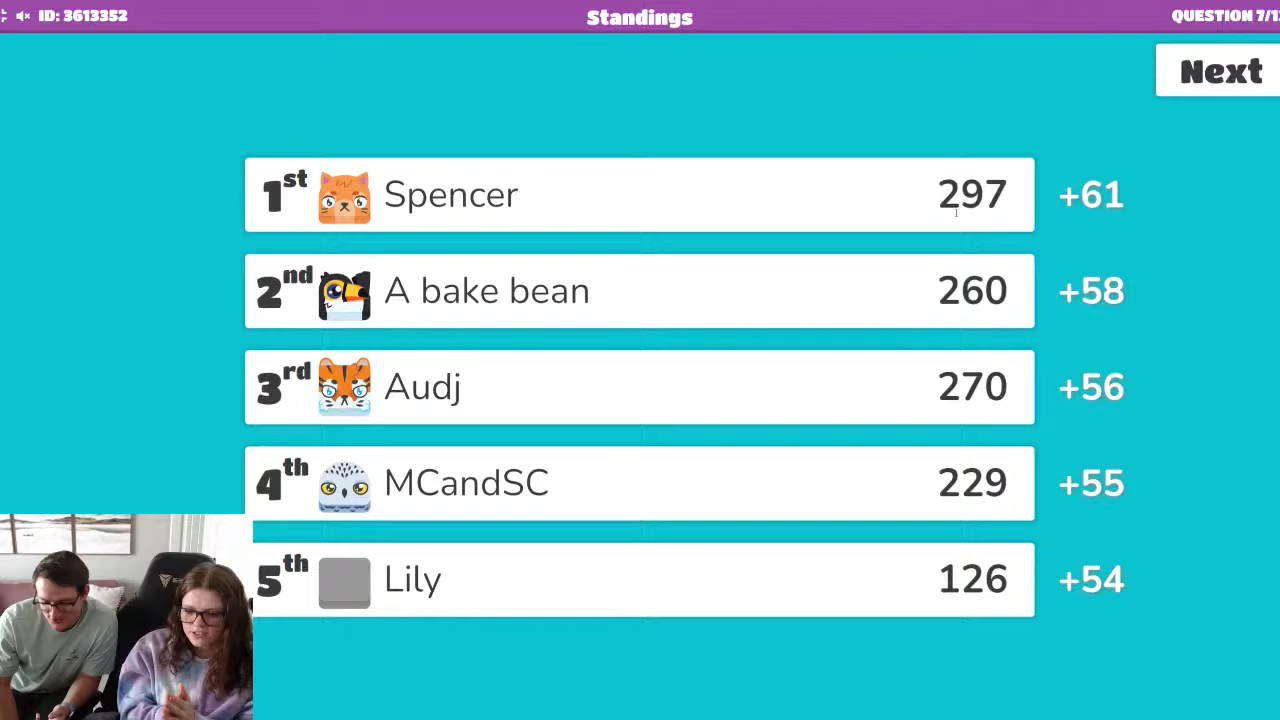 ID: 3613352
Standings
QUESTION 7/1
Next
1st Spencer 297 +61
2nd A bake bean 260 +58
3rd Audj 270 +56
4th MCandSC 229 +55
5th Lily 126 +54